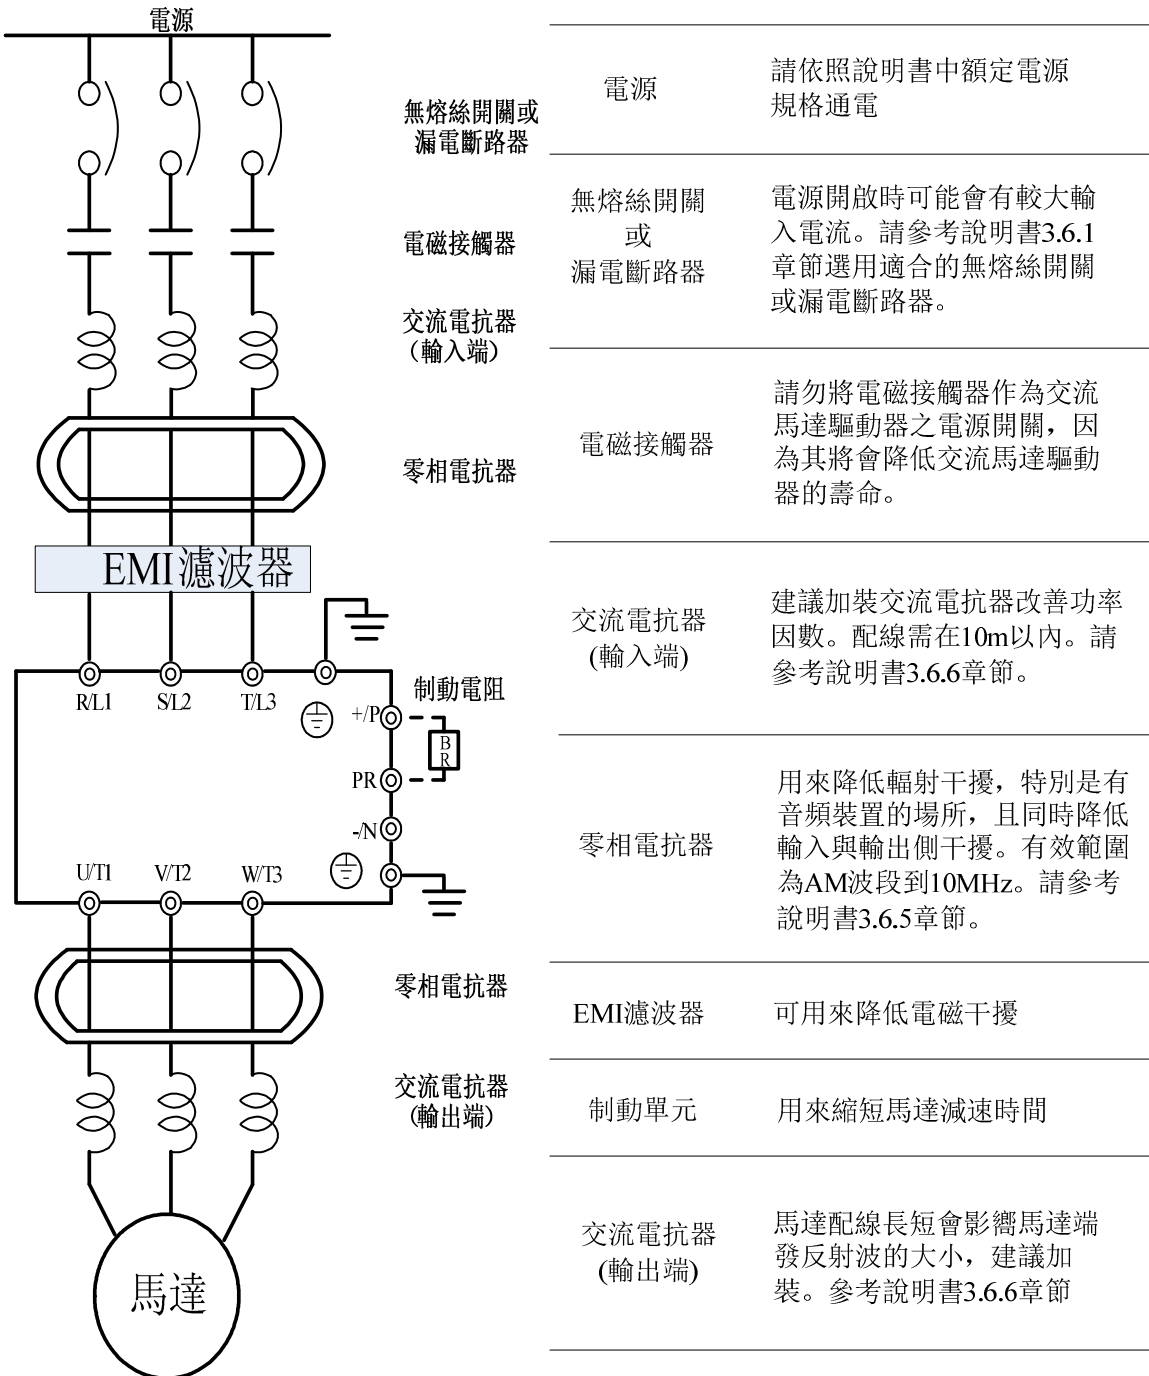 電源
無熔絲開關或
漏電斷路器
電磁接觸器
交流電抗器
（輸入端）
零相電抗器
EMI濾波器
R/L1
S/L2
T/L3
制動電阻
+/P
B
R
PR
-/N
U/T1
V/T2
W/T3
零相電抗器
交流電抗器
(輸出端)
馬達
電源
請依照說明書中額定電源
規格通電
無熔絲開關
或
漏電斷路器
電源開啟時可能會有較大輸
入電流。請參考說明書3.6.1
章節選用適合的無熔絲開關
或漏電斷路器。
電磁接觸器
請勿將電磁接觸器作為交流
馬達驅動器之電源開關，因
為其將會降低交流馬達驅動
器的壽命。
交流電抗器
(輸入端)
建議加裝交流電抗器改善功率
因數。配線需在10m以內。請
參考說明書3.6.6章節。
零相電抗器
用來降低輻射干擾，特別是有
音頻裝置的場所，且同時降低
輸入與輸出側干擾。有效範圍
為AM波段到10MHz。請參考
說明書3.6.5章節。
EMI濾波器
可用來降低電磁干擾
制動單元
用來縮短馬達減速時間
交流電抗器
(輸出端)
馬達配線長短會影嚮馬達端
發反射波的大小，建議加
裝。參考說明書3.6.6章節